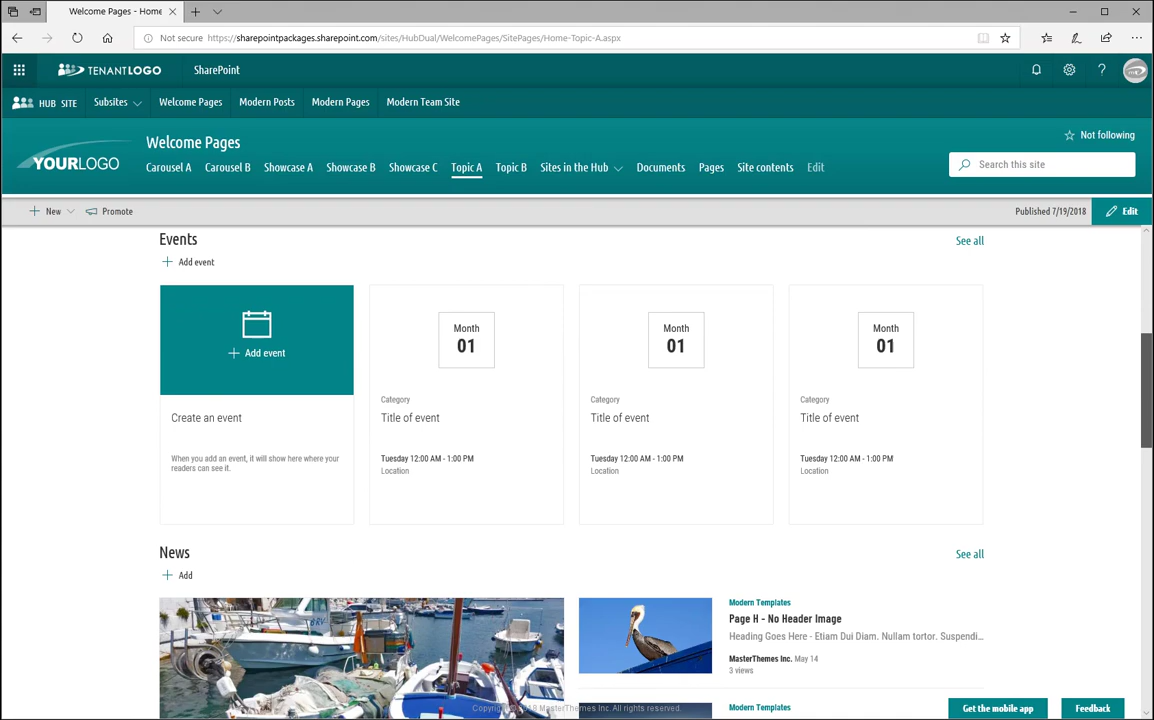 Welcome Pages - Home
Not secure https://sharepointpackages.sharepoint.com/sites/HubDual/WelcomePages/SitePages/Home-Topic-A.aspx
TENANTLOGO SharePoint
HUB SITE Subsites Welcome Pages Modern Posts Modern Pages Modern Team Site
Welcome Pages
Not following
YOURLOGO
Carousel A Carousel B Showcase A Showcase B Showcase C Topic A Topic B Sites in the Hub Documents Pages Site contents Edit
Search this site
New Promote Published 7/19/2018 Edit
Events See all
Add event
Add event
Create an event
When you add an event, it will show here where your
readers can see it.
Month
01
Category
Title of event
Tuesday 12:00 AM - 1:00 PM
Location
Month
01
Category
Title of event
Tuesday 12:00 AM - 1:00 PM
Location
Month
01
Category
Title of event
Tuesday 12:00 AM - 1:00 PM
Location
News See all
Add
Modern Templates
Page H - No Header Image
Heading Goes Here - Etiam Dui Diam. Nullam tortor. Suspendi...
MasterThemes Inc. May 14
3 views
Modern Templates
Copyright ©2018 MasterThemes Inc. All rights reserved.
Get the mobile app Feedback